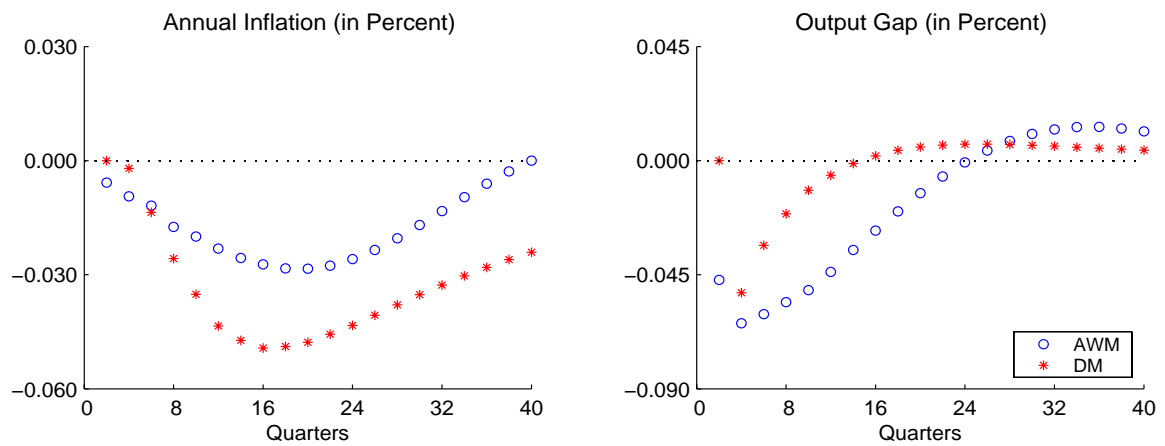 Annual Inflation (in Percent)
0.030
0.000
−0.030
−0.060
0 8 16 24 32 40
Quarters
Output Gap (in Percent)
0.045
0.000
−0.045
−0.090
0 8 16 24 32 40
Quarters
AWM
DM